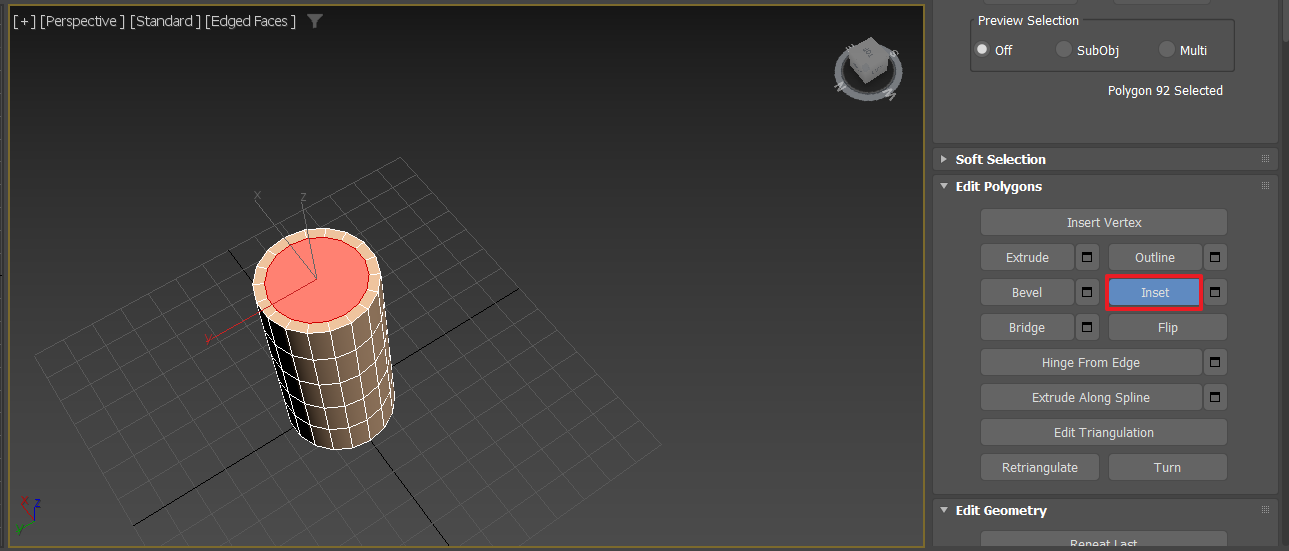 [ + ] [Perspective ] [Standard ] [Edged Faces ]
Preview Selection
Off SubObj Multi
Polygon 92 Selected
Soft Selection
Edit Polygons
Insert Vertex
Extrude Outline
Bevel Inset
Bridge Flip
Hinge From Edge
Extrude Along Spline
Edit Triangulation
Retriangulate Turn
Edit Geometry
Repeat Last
x z
y
x z
y